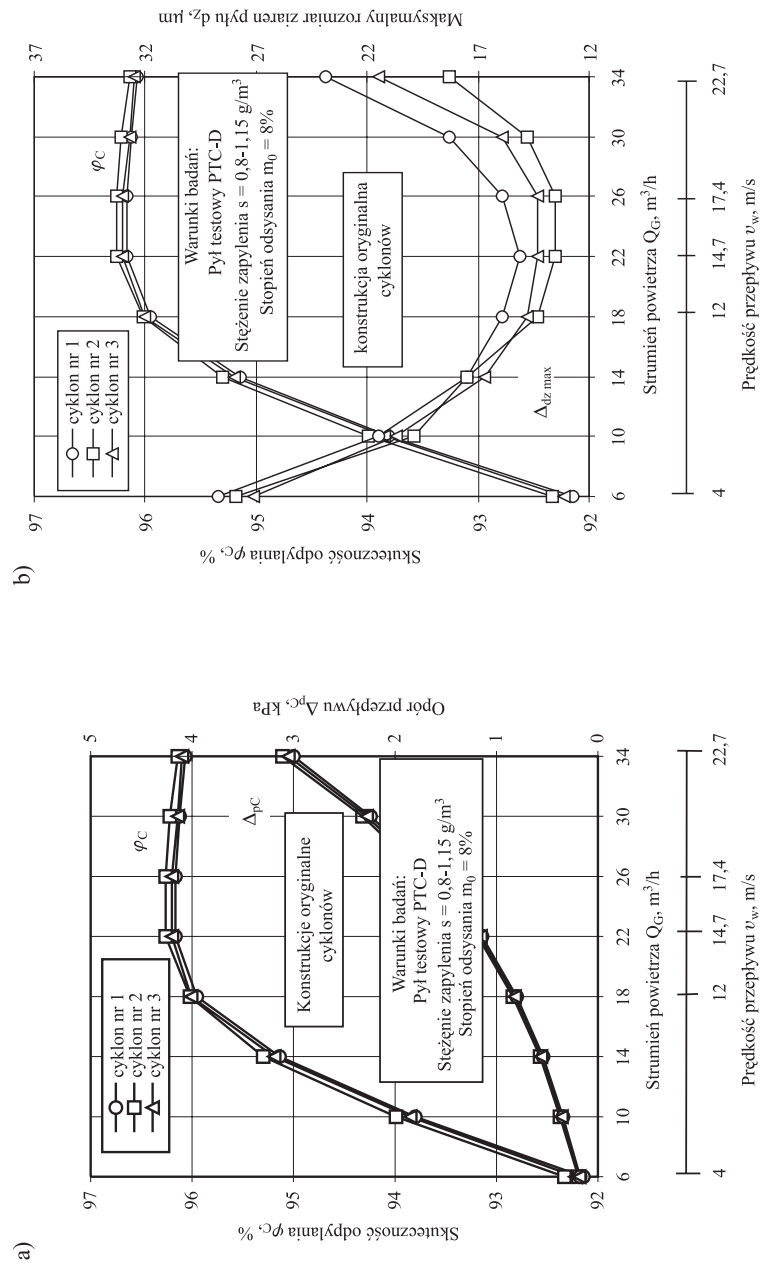 a)
cyklon nr 1
cyklon nr 2
cyklon nr 3
φC
ΔpC
Konstrukcje oryginalne
cyklonów
Warunki badań:
Pył testowy PTC-D
Stężęnie zapylenia s = 0,8-1,15 g/m³
Stopień odsysania m₀ = 8%
Skuteczność odpylania φC, %
97
96
95
94
93
92
Opór przepływu ΔpC, kPa
5
4
3
2
1
0
6 10 14 18 22 26 30 34
Strumień powietrza QG, m³/h
4 12 14,7 17,4 22,7
Prędkość przepływu υw, m/s
b)
cyklon nr 1
cyklon nr 2
cyklon nr 3
φC
Warunki badań:
Pył testowy PTC-D
Stężenie zapylenia s = 0,8-1,15 g/m³
Stopień odsysania m₀ = 8%
konstrukcja oryginalna
cyklonów
Δdz max
Skuteczność odpylania φC, %
97
96
95
94
93
92
Maksymalny rozmiar ziaren pyłu dZ, μm
37
32
27
22
17
12
6 10 14 18 22 26 30 34
Strumień powietrza QG, m³/h
4 12 14,7 17,4 22,7
Prędkość przepływu υw, m/s